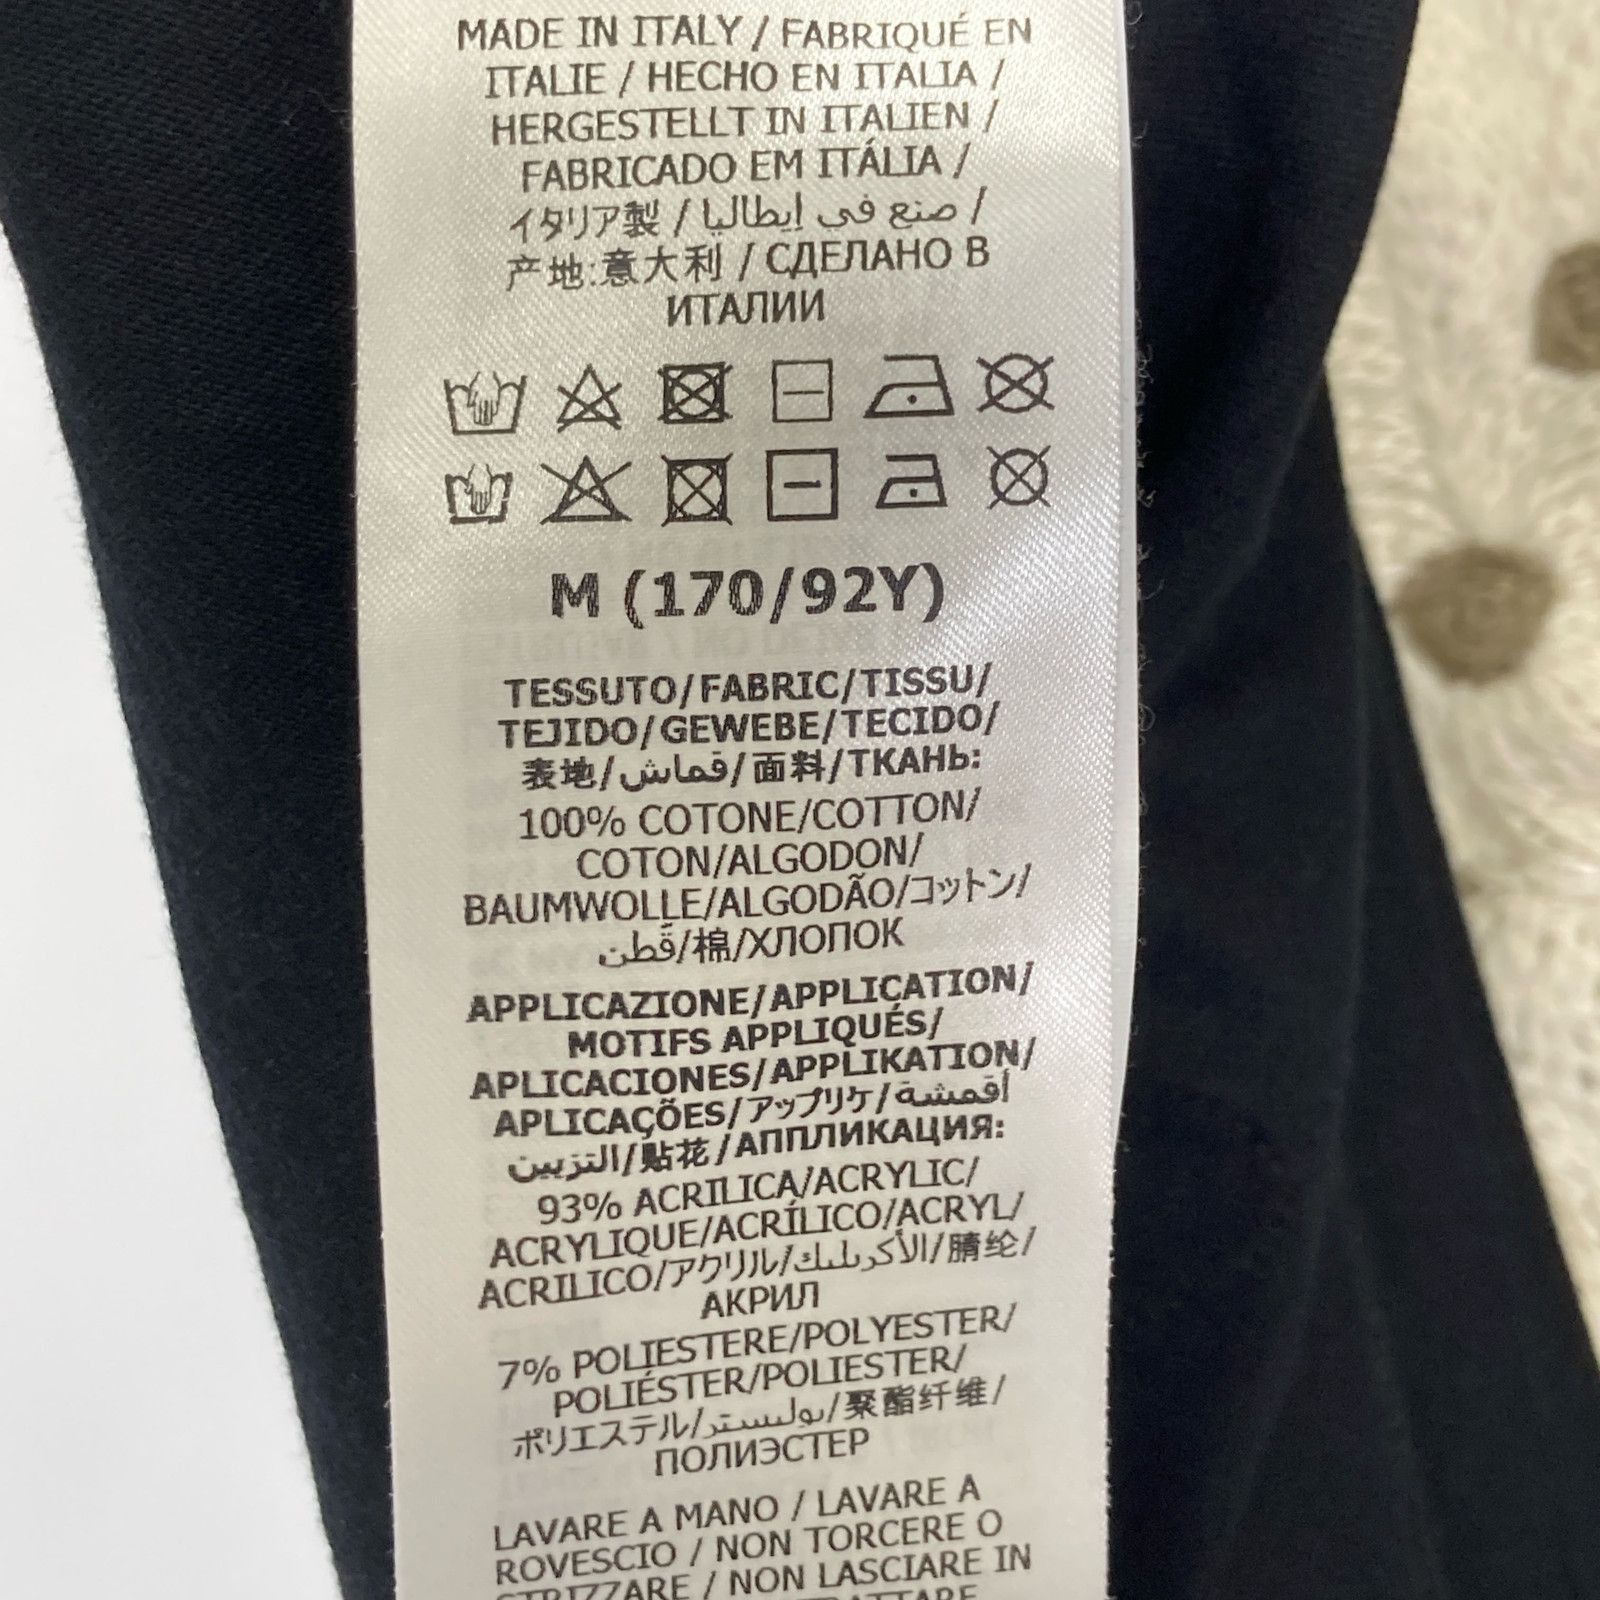 MADE IN ITALY / FABRIQUÉ EN
ITALIE / HECHO EN ITALIA /
HERGESTELLT IN ITALIEN /
FABRICADO EM ITÁLIA /
イタリア製 / صنع في إيطاليا /
产地:意大利 / СДЕЛАНО В
ИТАЛИИ
M (170/92Y)
TESSUTO/FABRIC/TISSU/
TEJIDO/GEWEBE/TECIDO/
表地/قماش/面料/ТКАНЬ:
100% COTONE/COTTON/
COTON/ALGODON/
BAUMWOLLE/ALGODÃO/コットン/
قطن/棉/ХЛОПОК
APPLICAZIONE/APPLICATION/
MOTIFS APPLIQUÉS/
APLICACIONES/APPLIKATION/
APLICAÇÕES/アップリケ/أقمشة
التزيين/贴花/АППЛИКАЦИЯ:
93% ACRILICA/ACRYLIC/
ACRYLIQUE/ACRÍLICO/ACRYL/
ACRILICO/アクリル/الأكريليك/腈纶/
АКРИЛ
7% POLIESTERE/POLYESTER/
POLIÉSTER/POLIESTER/
ポリエステル/بوليستر/聚酯纤维/
ПОЛИЭСТЕР
LAVARE A MANO / LAVARE A
ROVESCIO / NON TORCERE O
STRIZZARE / NON LASCIARE IN